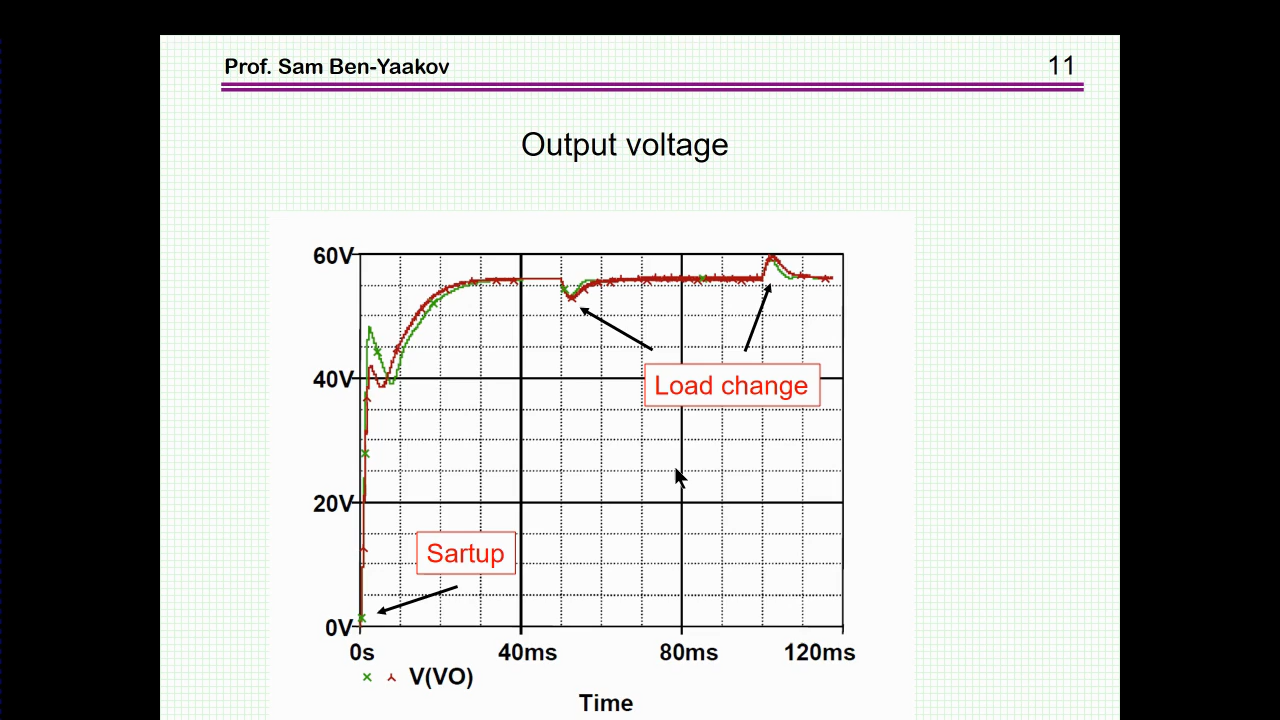 Prof. Sam Ben-Yaakov
11
Output voltage
60V
40V
20V
0V
Load change
Sartup
0s 40ms 80ms 120ms
V(VO)
Time